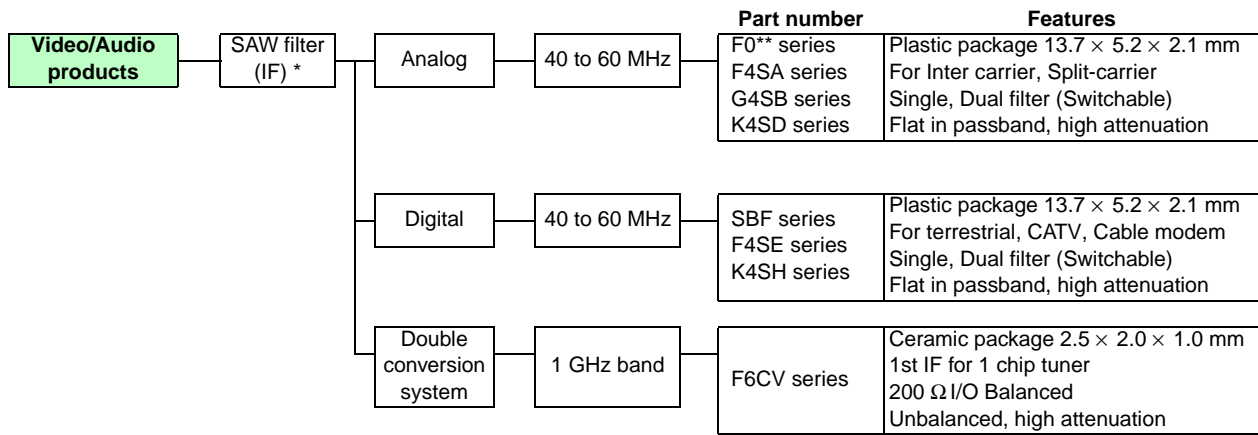 Part number
Features
Video/Audio
products
SAW filter
(IF) *
Analog
40 to 60 MHz
F0** series
F4SA series
G4SB series
K4SD series
Plastic package 13.7 × 5.2 × 2.1 mm
For Inter carrier, Split-carrier
Single, Dual filter (Switchable)
Flat in passband, high attenuation
Digital
40 to 60 MHz
SBF series
F4SE series
K4SH series
Plastic package 13.7 × 5.2 × 2.1 mm
For terrestrial, CATV, Cable modem
Single, Dual filter (Switchable)
Flat in passband, high attenuation
Double
conversion
system
1 GHz band
F6CV series
Ceramic package 2.5 × 2.0 × 1.0 mm
1st IF for 1 chip tuner
200 Ω I/O Balanced
Unbalanced, high attenuation